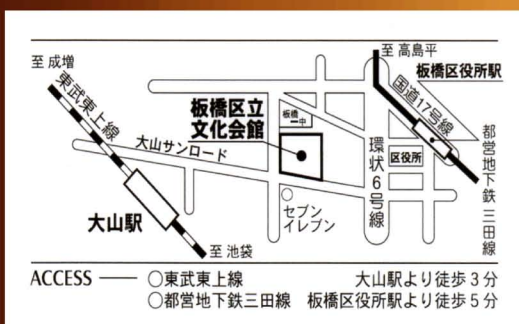 至 成増
東武東上線
大山サンロード
大山駅
至 池袋
板橋区立
文化会館
板橋
一中
セブン
イレブン
環状6号線
至 高島平
板橋区役所駅
国道17号線
区役所
都営地下鉄 三田線
ACCESS — ○東武東上線 大山駅より徒歩 3 分
○都営地下鉄三田線 板橋区役所駅より徒歩 5 分